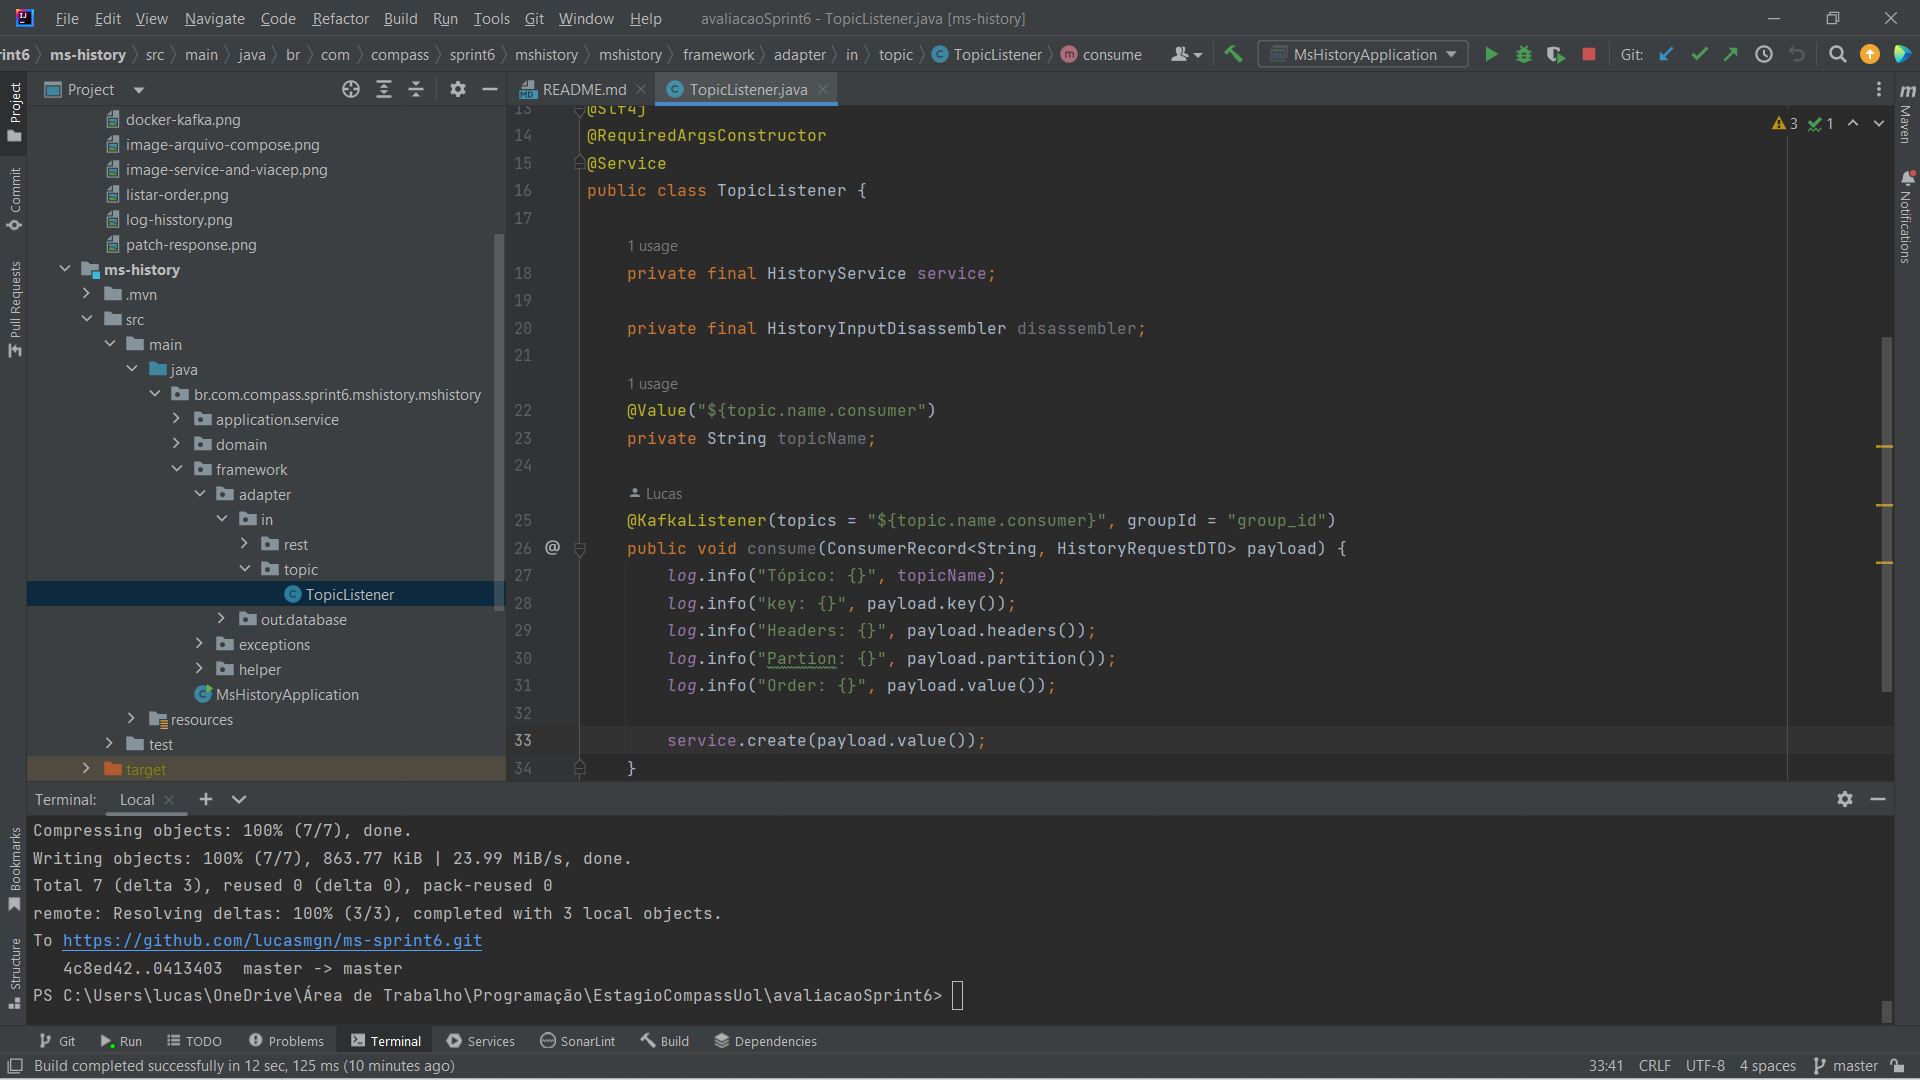 File Edit View Navigate Code Refactor Build Run Tools Git Window Help avaliacaoSprint6 - TopicListener.java [ms-history]
rint6 ms-history src main java br com compass sprint6 mshistory mshistory framework adapter in topic TopicListener consume MsHistoryApplication Git:
Project
README.md
TopicListener.java
docker-kafka.png
image-arquivo-compose.png
image-service-and-viacep.png
listar-order.png
log-hisstory.png
patch-response.png
ms-history
.mvn
src
main
java
br.com.compass.sprint6.mshistory.mshistory
application.service
domain
framework
adapter
in
rest
topic
TopicListener
out.database
exceptions
helper
MsHistoryApplication
resources
test
target
Project
Commit
Pull Requests
Bookmarks
Structure
13 @Slf4j
14 @RequiredArgsConstructor
15 @Service
16 public class TopicListener {
17
1 usage
18 private final HistoryService service;
19
20 private final HistoryInputDisassembler disassembler;
21
1 usage
22 @Value("${topic.name.consumer")
23 private String topicName;
24
Lucas
25 @KafkaListener(topics = "${topic.name.consumer}", groupId = "group_id")
26 @ public void consume(ConsumerRecord<String, HistoryRequestDTO> payload) {
27 log.info("Tópico: {}", topicName);
28 log.info("key: {}", payload.key());
29 log.info("Headers: {}", payload.headers());
30 log.info("Partion: {}", payload.partition());
31 log.info("Order: {}", payload.value());
32
33 service.create(payload.value());
34 }
3 1
m Maven
Notifications
Terminal: Local
Compressing objects: 100% (7/7), done.
Writing objects: 100% (7/7), 863.77 KiB | 23.99 MiB/s, done.
Total 7 (delta 3), reused 0 (delta 0), pack-reused 0
remote: Resolving deltas: 100% (3/3), completed with 3 local objects.
To https://github.com/lucasmgn/ms-sprint6.git
4c8ed42..0413403 master -> master
PS C:\Users\lucas\OneDrive\Área de Trabalho\Programação\EstagioCompassUol\avaliacaoSprint6>
Git Run TODO Problems Terminal Services SonarLint Build Dependencies
Build completed successfully in 12 sec, 125 ms (10 minutes ago) 33:41 CRLF UTF-8 4 spaces master